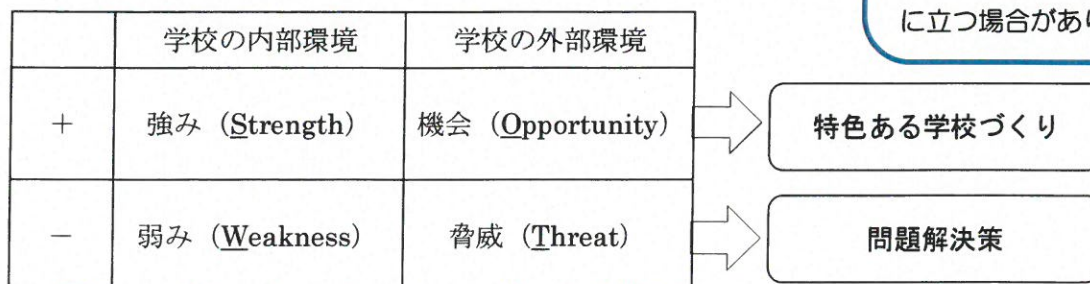 に立つ場合があ
学校の内部環境 学校の外部環境
+ 強み (Strength) 機会 (Opportunity) 特色ある学校づくり
− 弱み (Weakness) 脅威 (Threat) 問題解決策